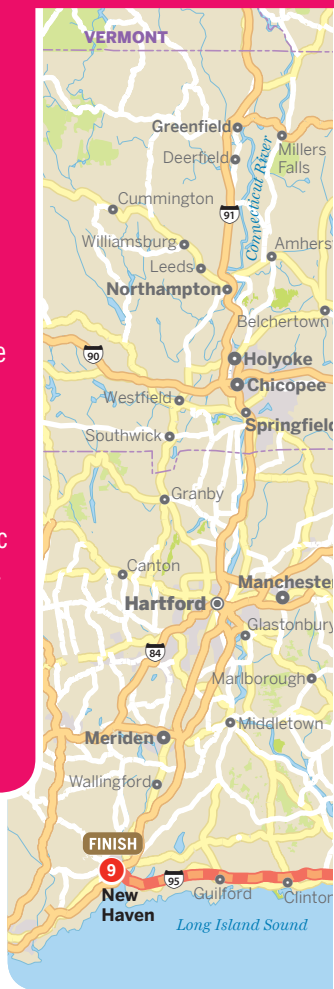 VERMONT
Greenfield
Millers
Falls
Deerfield
Connecticut River
Cummington
91
Williamsburg
Amherst
Leeds
Northampton
Belchertown
90
Holyoke
Chicopee
Westfield
Springfield
Southwick
Granby
c
Canton
Manchester
Hartford
Glastonbury
84
Marlborough
Middletown
Meriden
Wallingford
FINISH
9
95
New
Haven
Guilford
Clinton
Long Island Sound